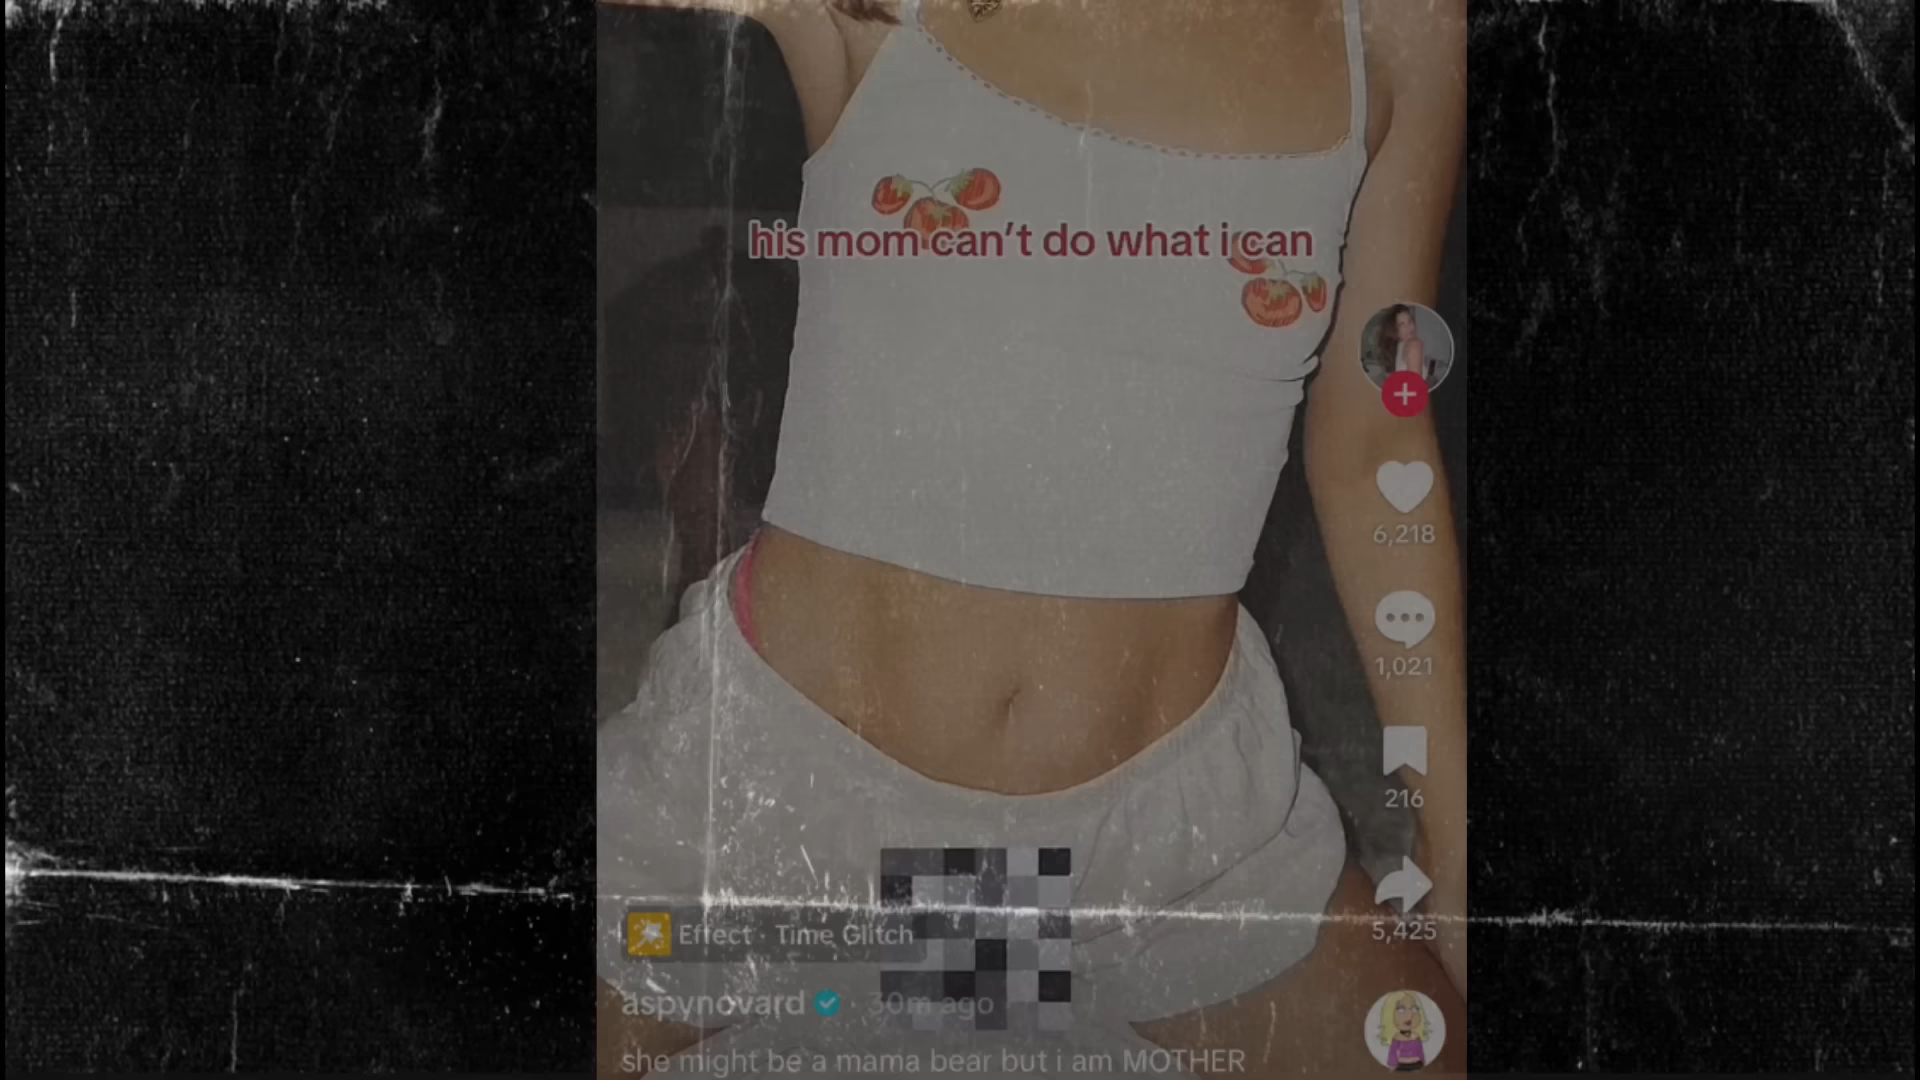 his mom can’t do what i can
6,218
1,021
216
5,425
Effect · Time Glitch
aspynovard · 30m ago
she might be a mama bear but i am MOTHER